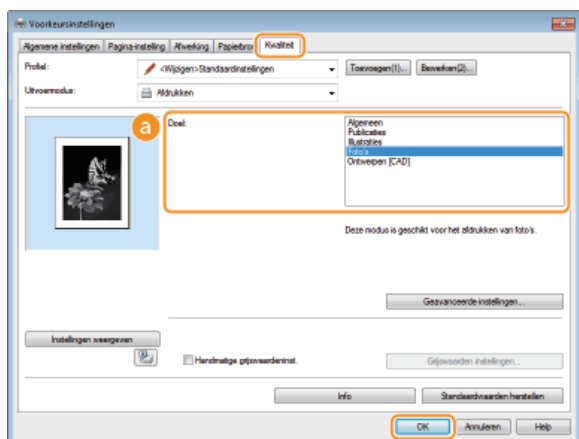 Voorkeursinstellingen
Algemene instellingen Pagina-instelling Afwerking Papierbron Kwaliteit
Profiel: <Wijzigen>Standaardinstellingen Toevoegen(1)... Bewerken(2)...
Uitvoermodus: Afdrukken
a
Doel:
Algemeen
Publicaties
Illustraties
Foto's
Ontwerpen [CAD]
Deze modus is geschikt voor het afdrukken van foto's.
Geavanceerde instellingen...
Instellingen weergeven
Handmatige grijswaardeninst. Grijswaarden instellingen...
Info Standaardwaarden herstellen
OK Annuleren Help